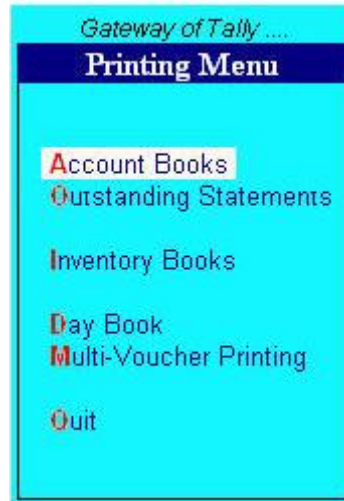 Gateway of Tally ....
Printing Menu
Account Books
Outstanding Statements
Inventory Books
Day Book
Multi-Voucher Printing
Quit